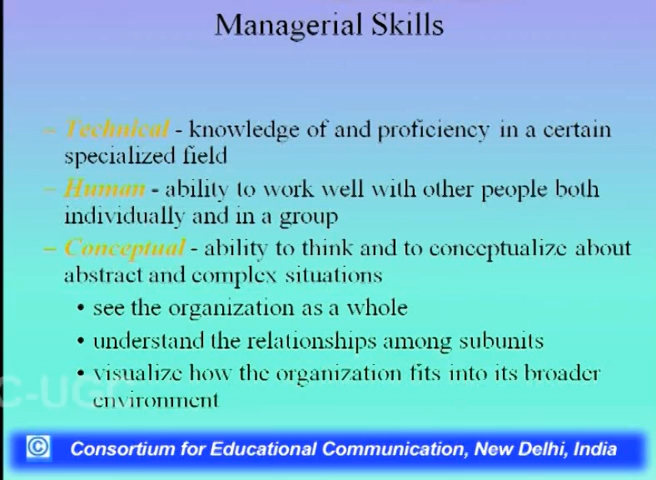 Managerial Skills
– Technical - knowledge of and proficiency in a certain
specialized field
– Human - ability to work well with other people both
individually and in a group
– Conceptual - ability to think and to conceptualize about
abstract and complex situations
• see the organization as a whole
• understand the relationships among subunits
• visualize how the organization fits into its broader
environment
C-UGC
© Consortium for Educational Communication, New Delhi, India